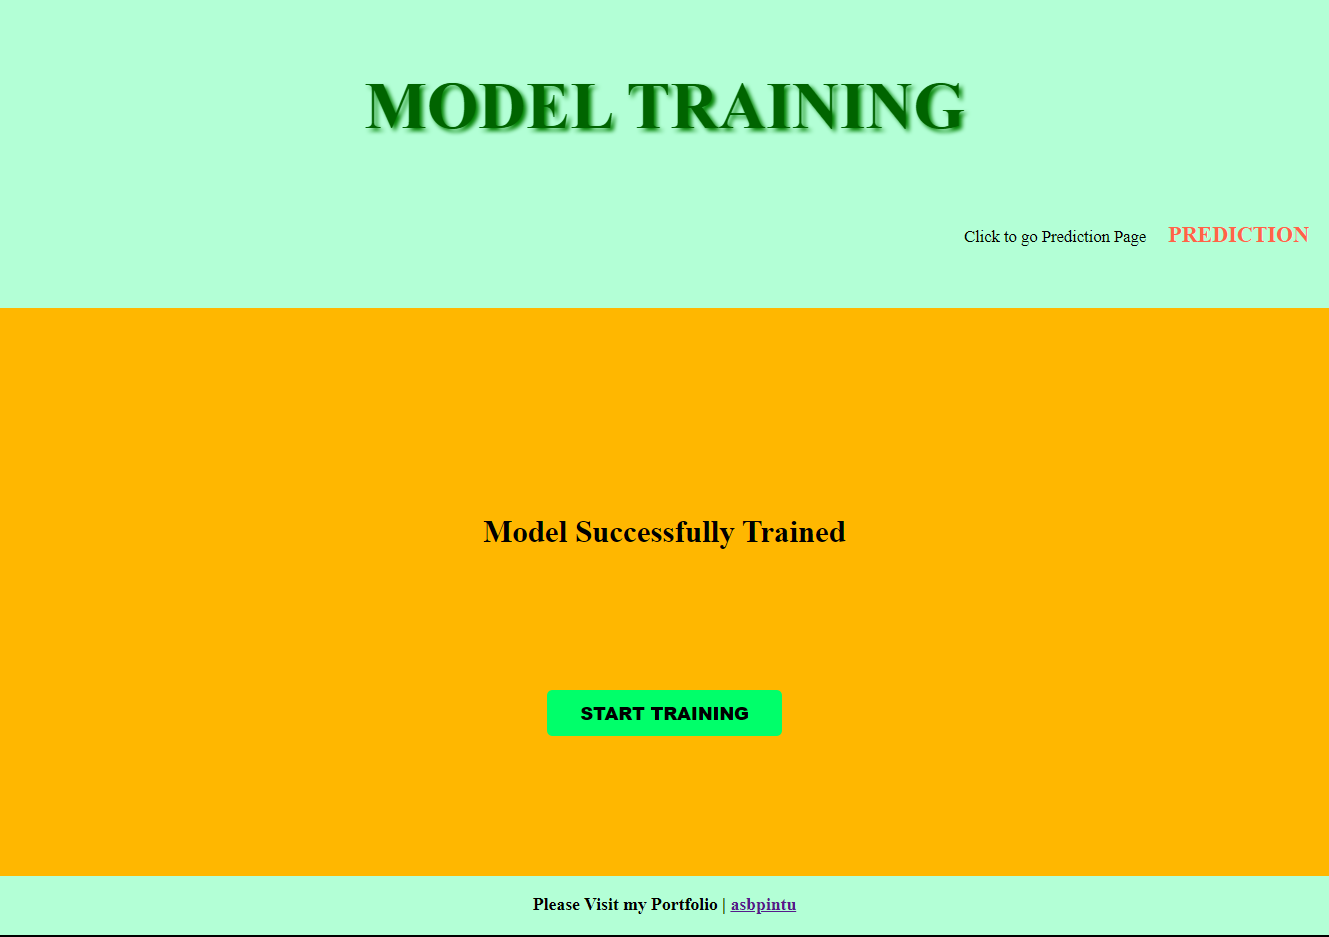 MODEL TRAINING
Click to go Prediction Page PREDICTION
Model Successfully Trained
START TRAINING
Please Visit my Portfolio | asbpintu